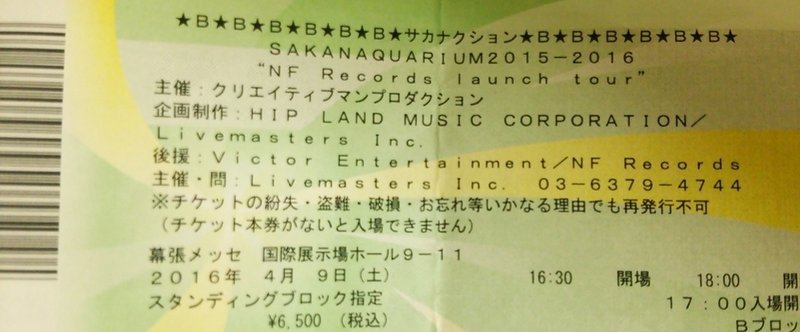 ★B★B★B★B★B★サカナクション★B★B★B★B★B★
SAKANAQUARIUM2015-2016
“NF Records launch tour”
主催：クリエイティブマンプロダクション
企画制作：HIP LAND MUSIC CORPORATION／
Livemasters Inc.
後援：Victor Entertainment／NF Records
主催・問：Livemasters Inc. 03-6379-4744
※チケットの紛失・盗難・破損・お忘れ等いかなる理由でも再発行不可
（チケット本券がないと入場できません）
幕張メッセ 国際展示場ホール9-11
2016年 4月 9日（土） 16:30 開場 18:00 開
スタンディングブロック指定 17:00入場開
¥6,500 （税込） Bブロッ